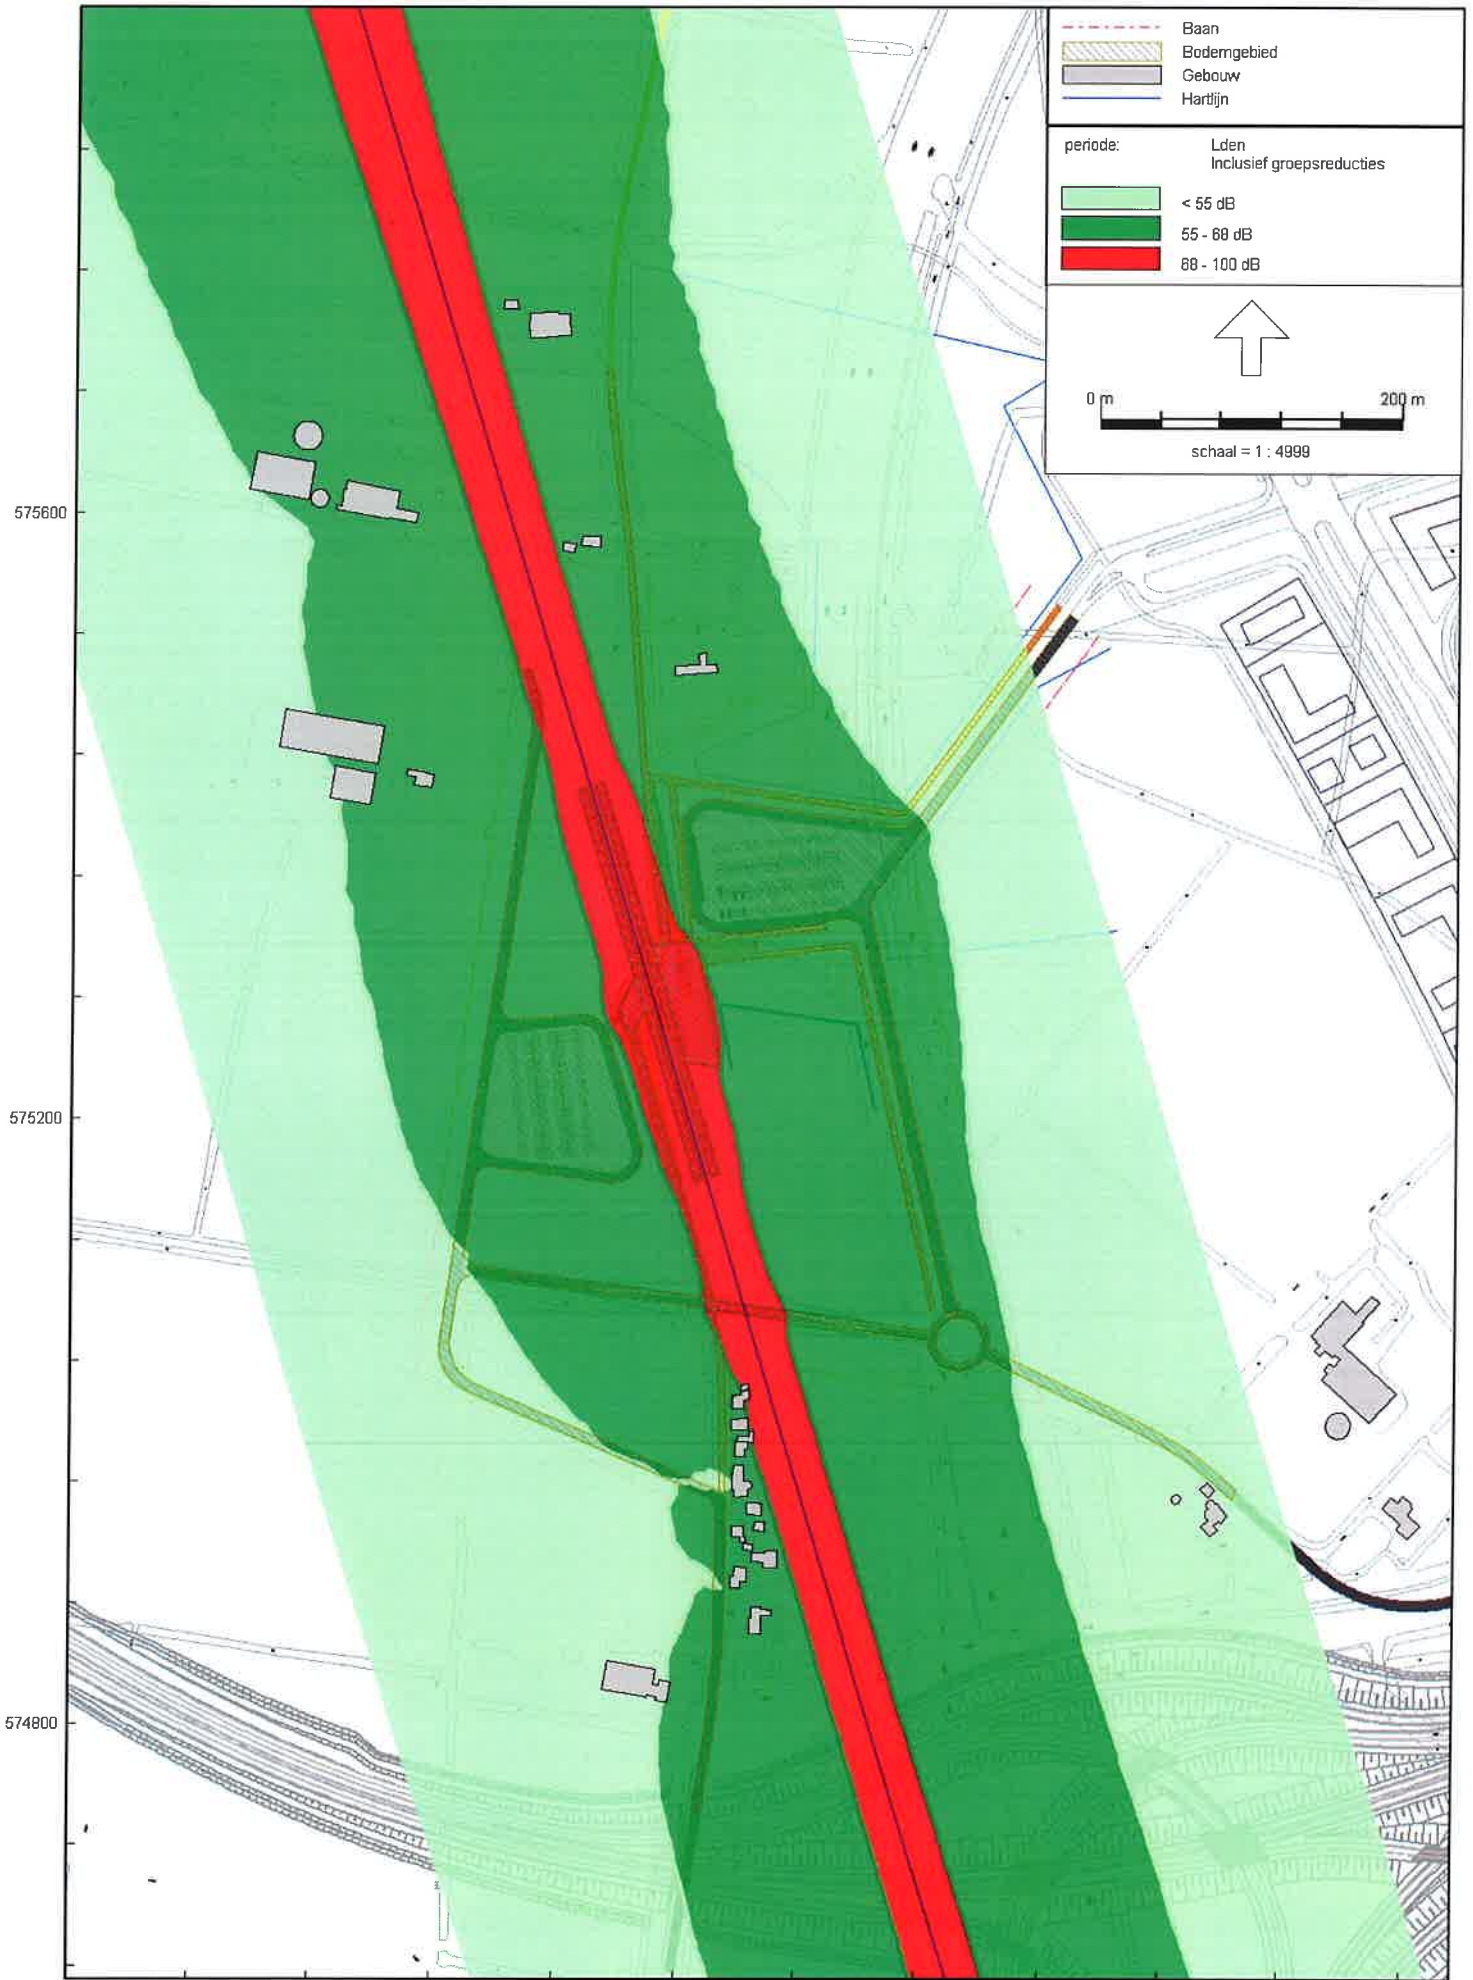 Baan
Bodemgebied
Gebouw
Hartlijn
periode: Lden
Inclusief groepsreducties
< 55 dB
55 - 68 dB
68 - 100 dB
0 m 200 m
schaal = 1 : 4999
575600
575200
574800